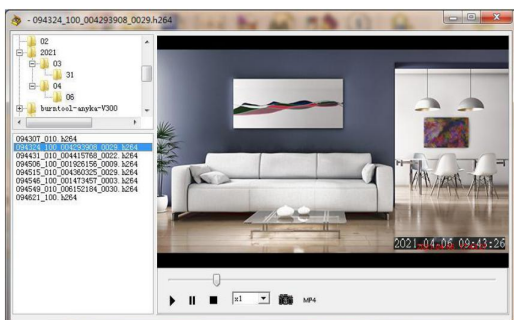 - 094324_100_004293908_0029.h264
02
2021
03
31
04
06
burntool-anyka-V300
094307_010.h264
094324_100_004293908_0029.h264
094431_010_004415768_0022.h264
094506_100_001926156_0009.h264
094515_010_004360325_0029.h264
094546_100_001473457_0003.h264
094549_010_006152184_0030.h264
094621_100.h264
2021-04-06 09:43:26
x1
MP4